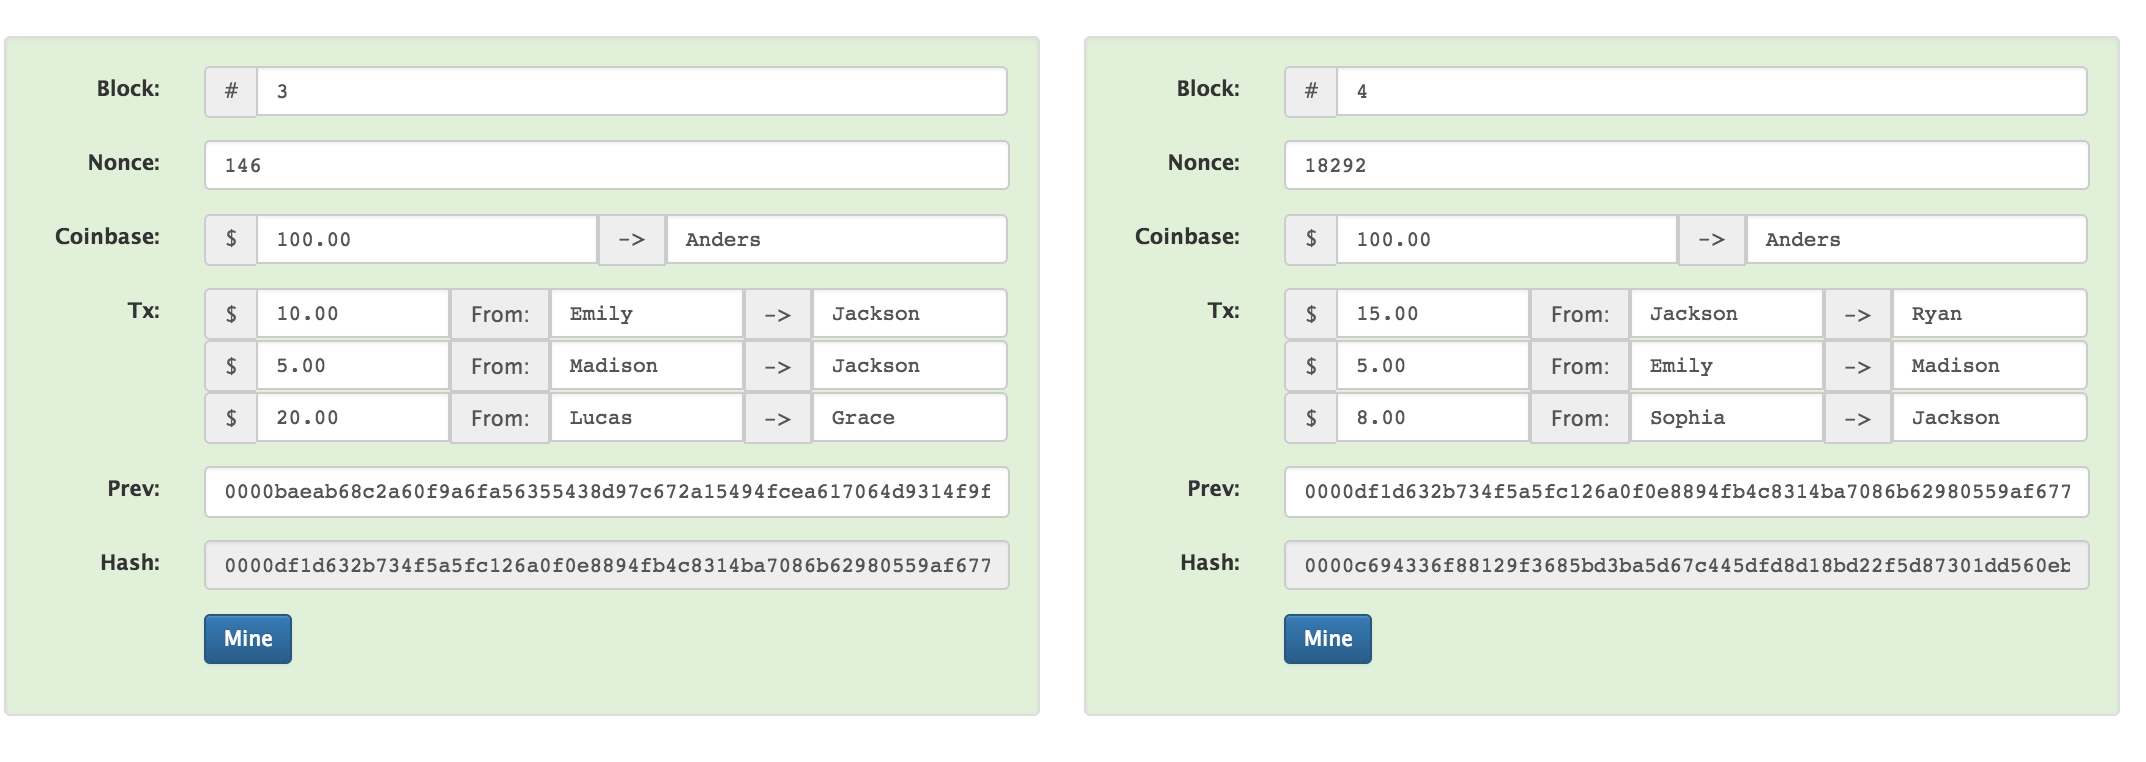 Block: # 3
Nonce: 146
Coinbase: $ 100.00 -> Anders
Tx: $ 10.00 From: Emily -> Jackson
$ 5.00 From: Madison -> Jackson
$ 20.00 From: Lucas -> Grace
Prev: 0000baeab68c2a60f9a6fa56355438d97c672a15494fcea617064d9314f9f
Hash: 0000df1d632b734f5a5fc126a0f0e8894fb4c8314ba7086b62980559af677
Mine
Block: # 4
Nonce: 18292
Coinbase: $ 100.00 -> Anders
Tx: $ 15.00 From: Jackson -> Ryan
$ 5.00 From: Emily -> Madison
$ 8.00 From: Sophia -> Jackson
Prev: 0000df1d632b734f5a5fc126a0f0e8894fb4c8314ba7086b62980559af677
Hash: 0000c694336f88129f3685bd3ba5d67c445dfd8d18bd22f5d87301dd560eb
Mine